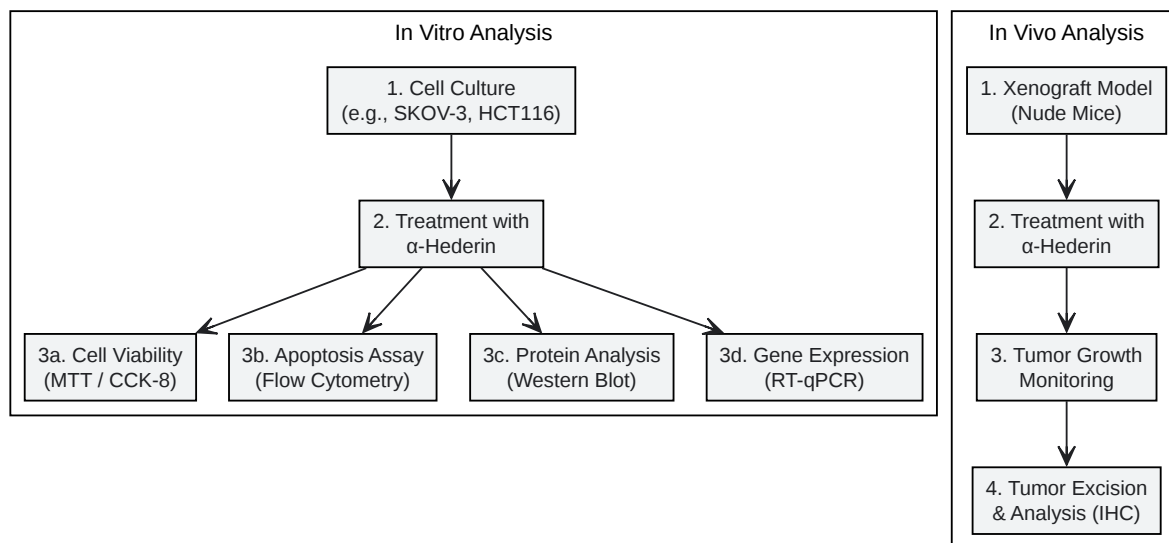 In Vitro Analysis
1. Cell Culture
(e.g., SKOV-3, HCT116)
2. Treatment with
α-Hederin
3a. Cell Viability
(MTT / CCK-8)
3b. Apoptosis Assay
(Flow Cytometry)
3c. Protein Analysis
(Western Blot)
3d. Gene Expression
(RT-qPCR)
In Vivo Analysis
1. Xenograft Model
(Nude Mice)
2. Treatment with
α-Hederin
3. Tumor Growth
Monitoring
4. Tumor Excision
& Analysis (IHC)